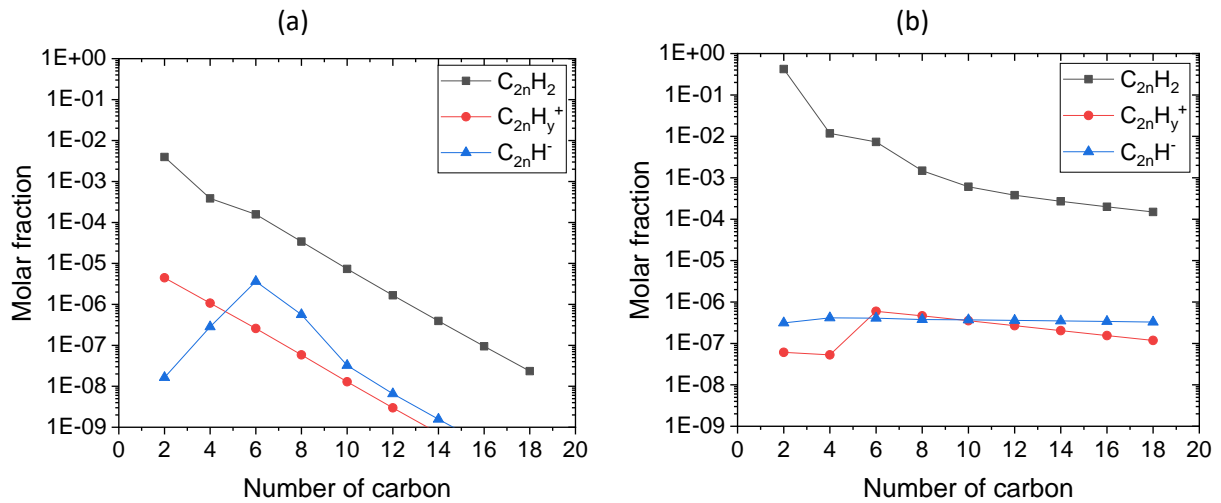 (a)
1E+00
1E-01
1E-02
1E-03
1E-04
1E-05
1E-06
1E-07
1E-08
1E-09
Molar fraction
C2nH2
C2nHy+
C2nH-
0 2 4 6 8 10 12 14 16 18 20
Number of carbon
(b)
1E+00
1E-01
1E-02
1E-03
1E-04
1E-05
1E-06
1E-07
1E-08
1E-09
Molar fraction
C2nH2
C2nHy+
C2nH-
0 2 4 6 8 10 12 14 16 18 20
Number of carbon